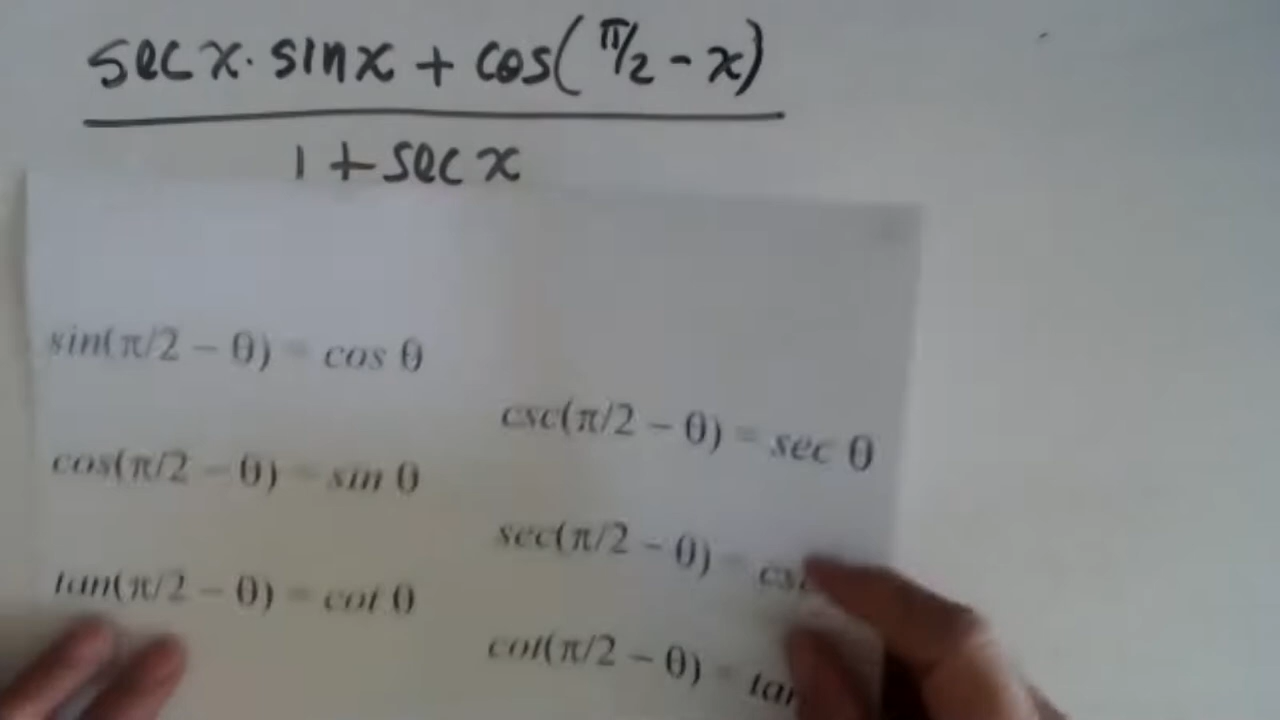 sec x · sin x + cos(π/2 - x)
1 + sec x
sin(π/2 – θ) = cos θ
cos(π/2 – θ) = sin θ
tan(π/2 – θ) = cot θ
csc(π/2 – θ) = sec θ
sec(π/2 – θ) =
cot(π/2 – θ) =